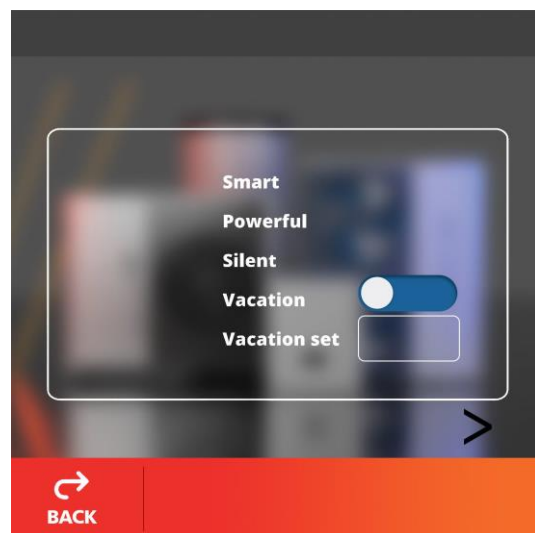 Smart
Powerful
Silent
Vacation
Vacation set
>
BACK